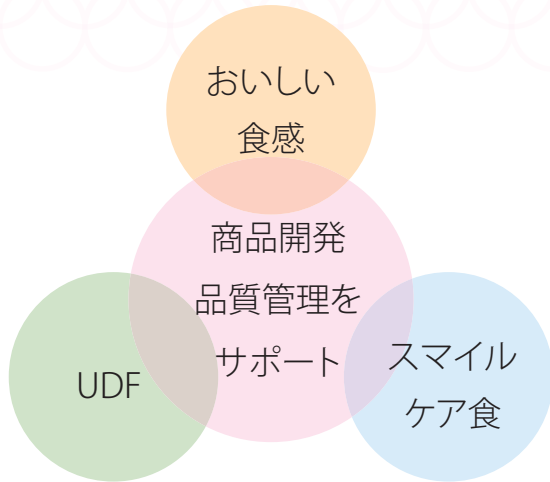 おいしい
食感
商品開発
品質管理を
サポート
UDF
スマイル
ケア食